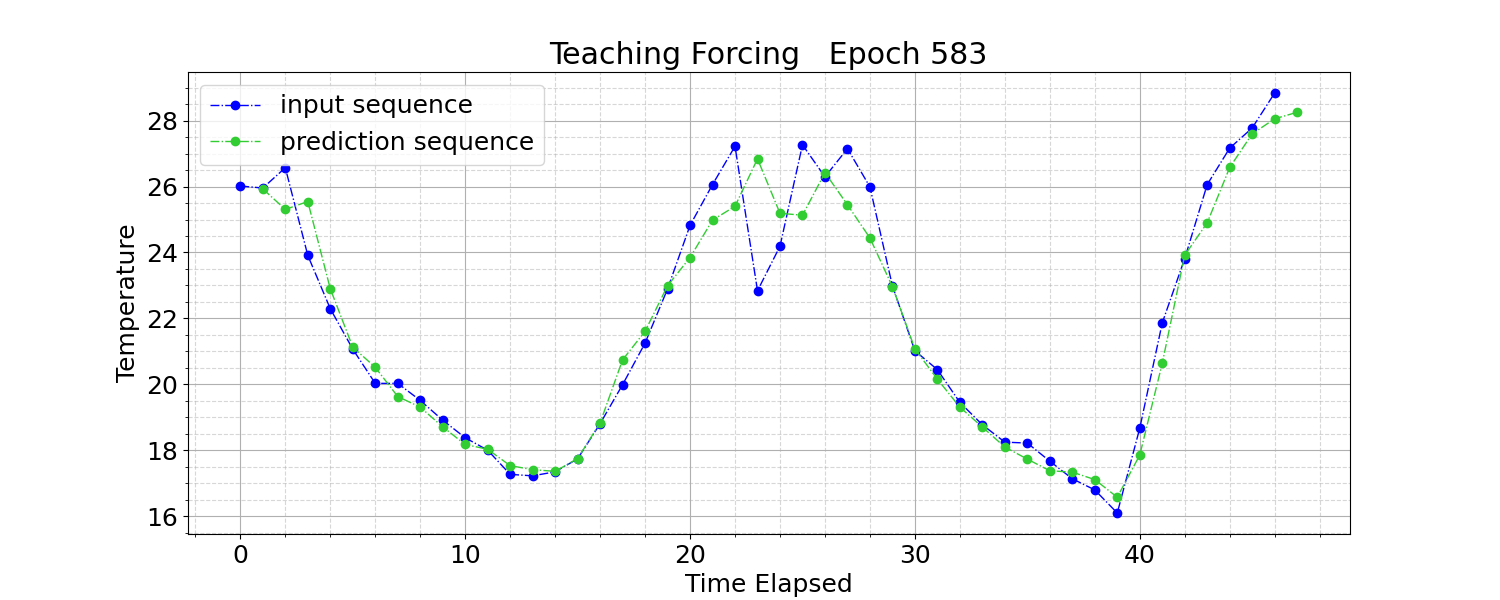 Teaching Forcing   Epoch 583
input sequence
prediction sequence
28
26
24
22
20
18
16
Temperature
0 10 20 30 40
Time Elapsed